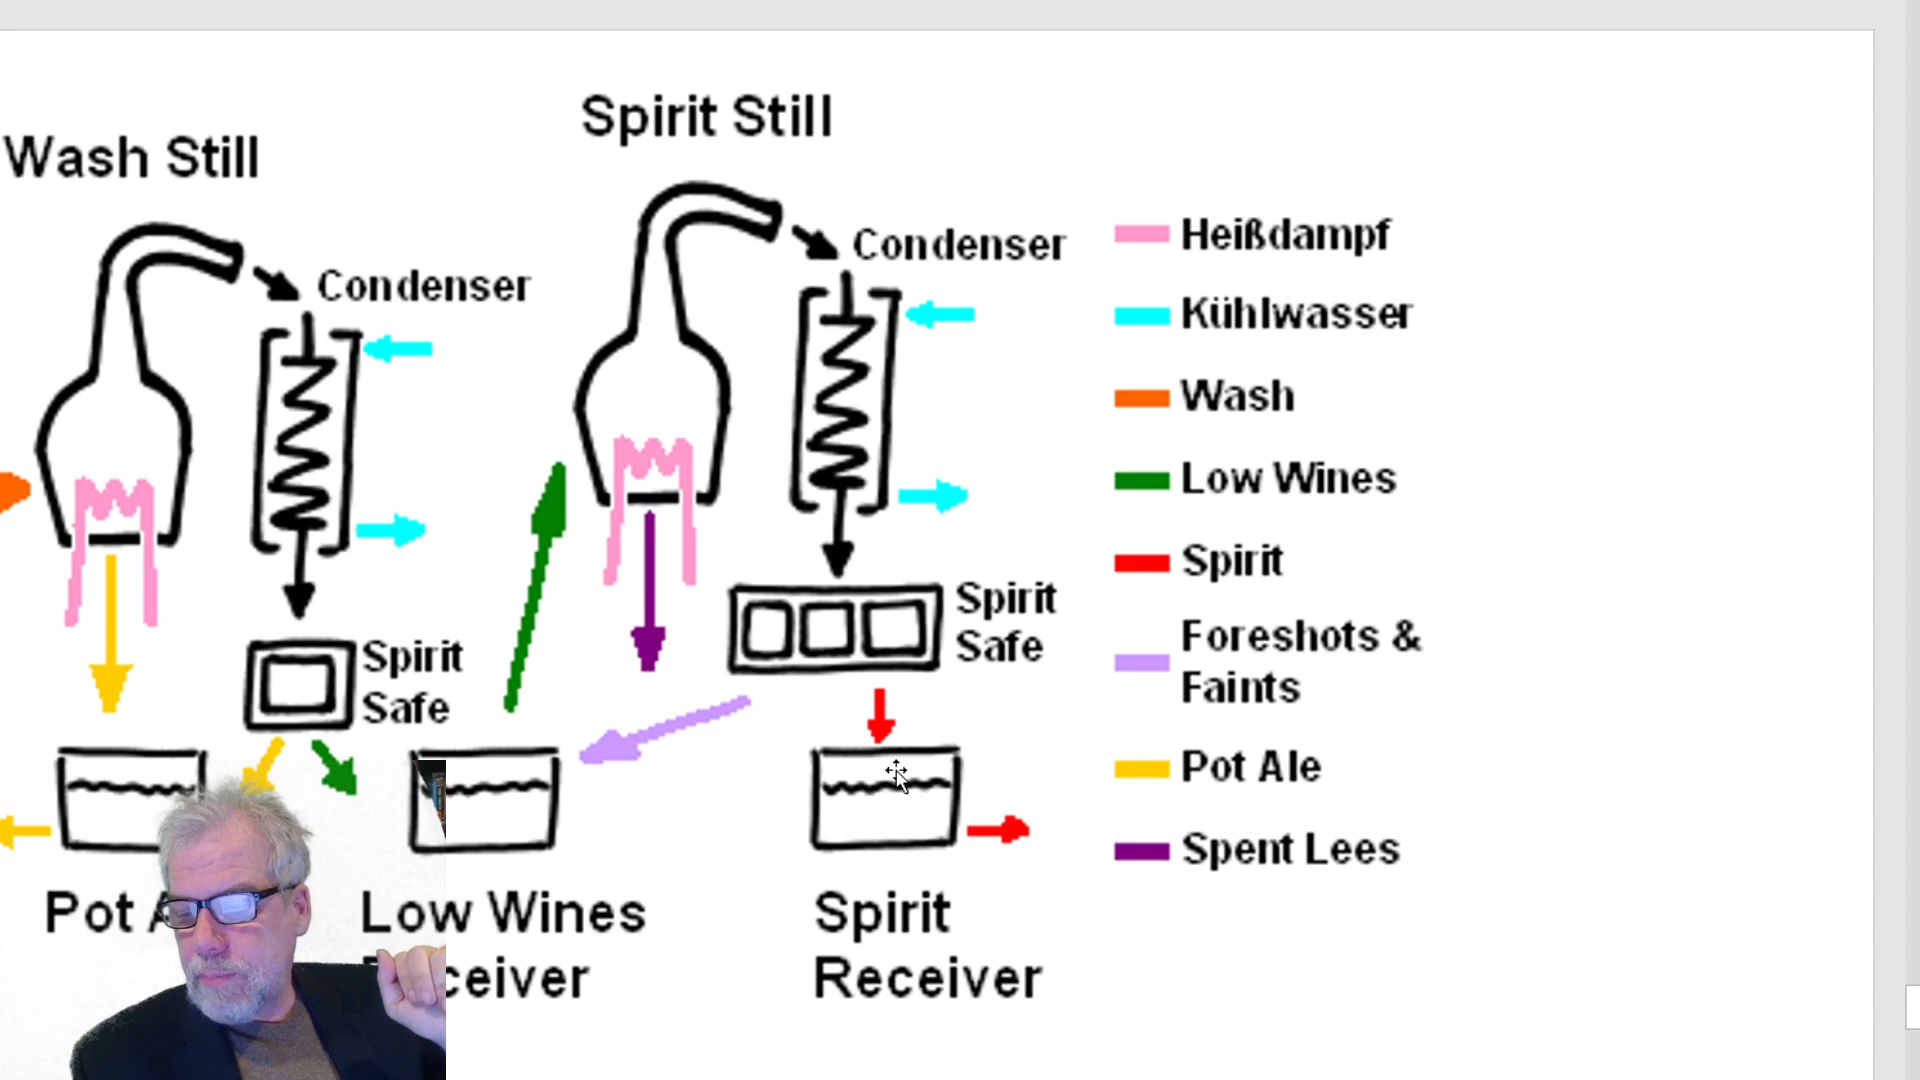 Spirit Still
Wash Still
Condenser
Condenser
Spirit
Safe
Spirit
Safe
Pot
Low Wines
Spirit
Receiver
Heißdampf
Kühlwasser
Wash
Low Wines
Spirit
Foreshots &
Faints
Pot Ale
Spent Lees